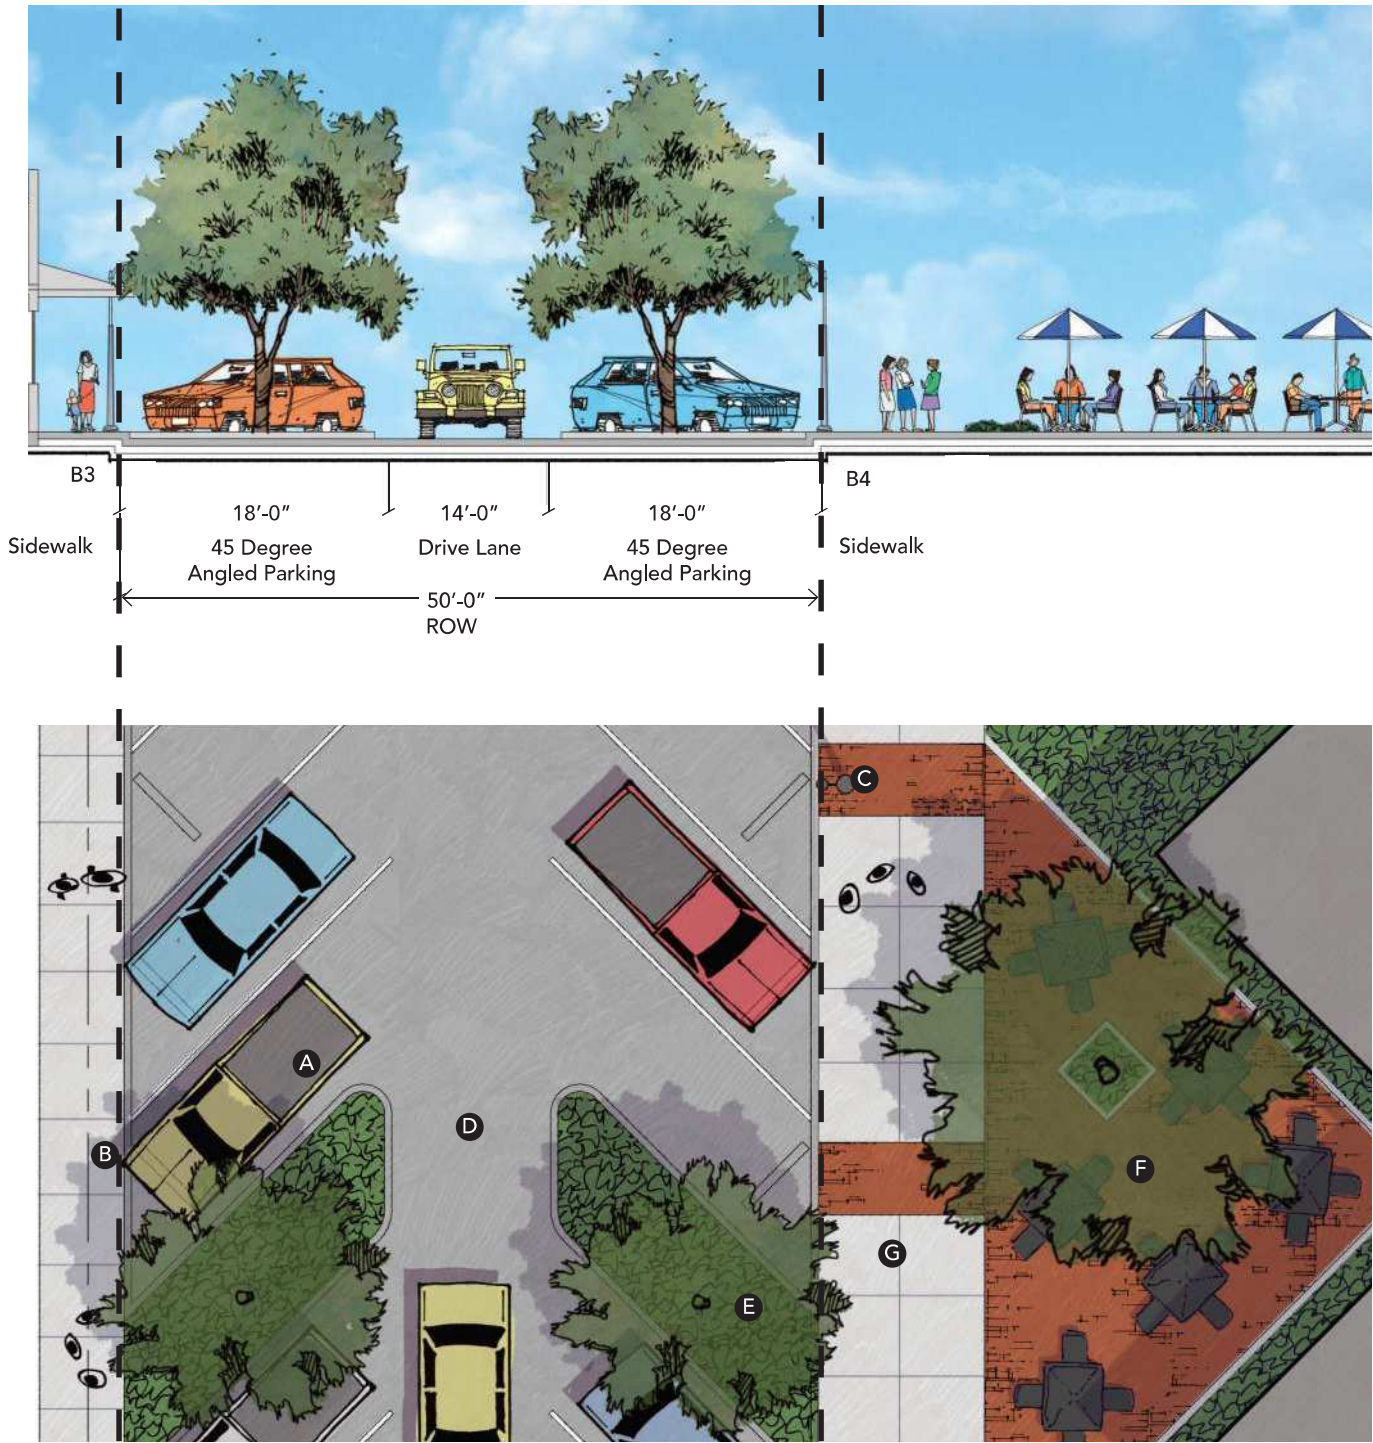 B3
B4
18'-0"
14'-0"
18'-0"
Sidewalk
45 Degree
Angled Parking
Drive Lane
45 Degree
Angled Parking
Sidewalk
50'-0"
ROW
C
A
D
B
F
G
E